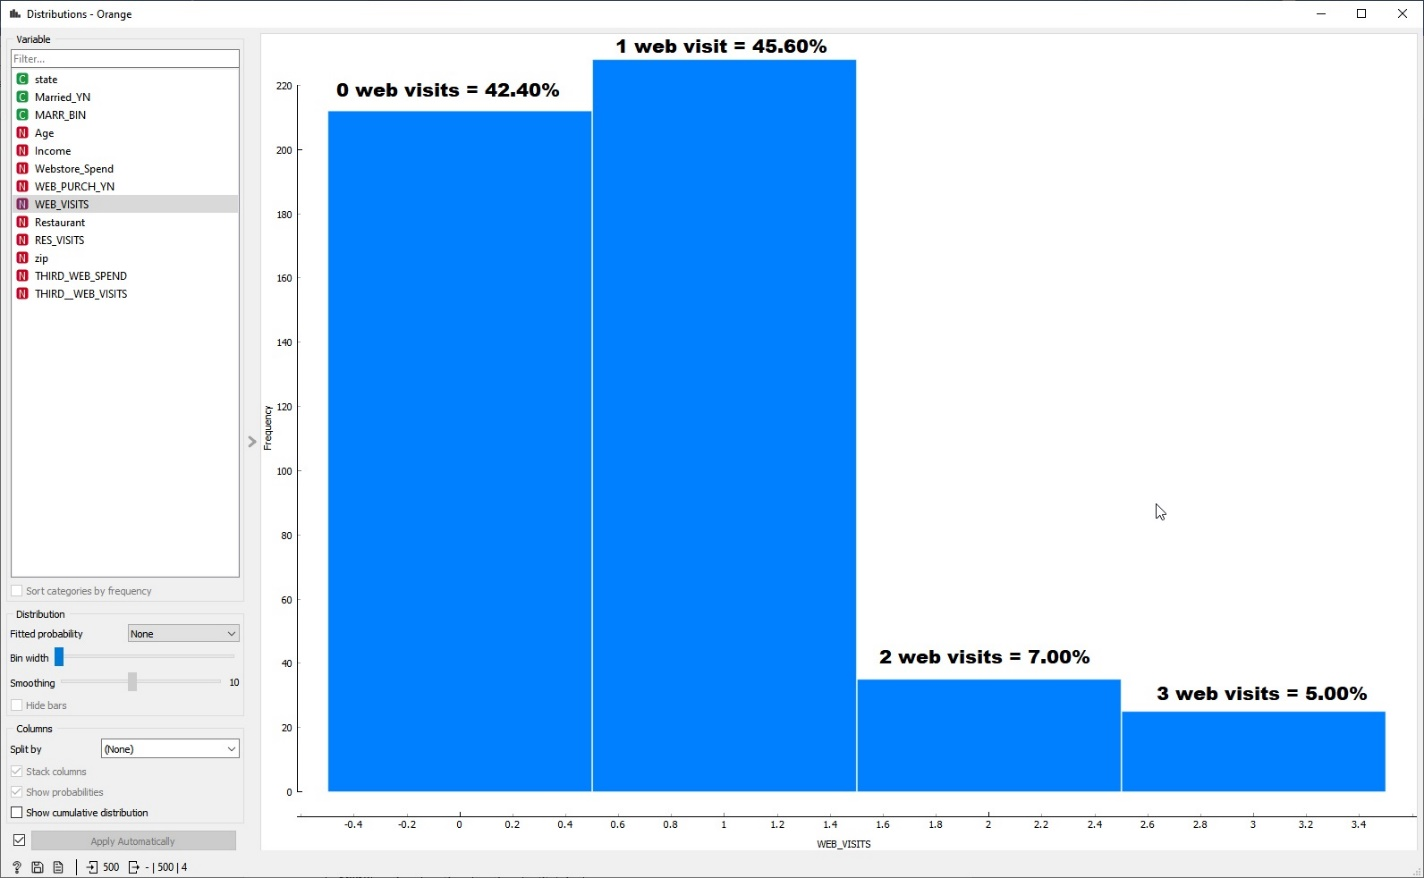 Distributions - Orange
Variable
Filter...
C state
C Married_YN
C MARR_BIN
N Age
N Income
N Webstore_Spend
N WEB_PURCH_YN
N WEB_VISITS
N Restaurant
N RES_VISITS
N zip
N THIRD_WEB_SPEND
N THIRD__WEB_VISITS
Sort categories by frequency
Distribution
Fitted probability None
Bin width
Smoothing 10
Hide bars
Columns
Split by (None)
Stack columns
Show probabilities
Show cumulative distribution
Apply Automatically
? 500 - | 500 | 4
1 web visit = 45.60%
0 web visits = 42.40%
2 web visits = 7.00%
3 web visits = 5.00%
Frequency
220
200
180
160
140
120
100
80
60
40
20
0
-0.4 -0.2 0 0.2 0.4 0.6 0.8 1 1.2 1.4 1.6 1.8 2 2.2 2.4 2.6 2.8 3 3.2 3.4
WEB_VISITS